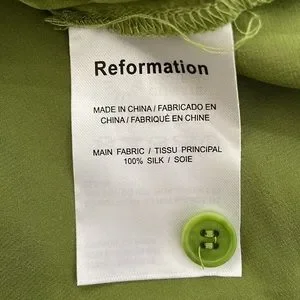 Reformation
MADE IN CHINA / FABRICADO EN
CHINA / FABRIQUÉ EN CHINE
MAIN FABRIC / TISSU PRINCIPAL
100% SILK / SOIE